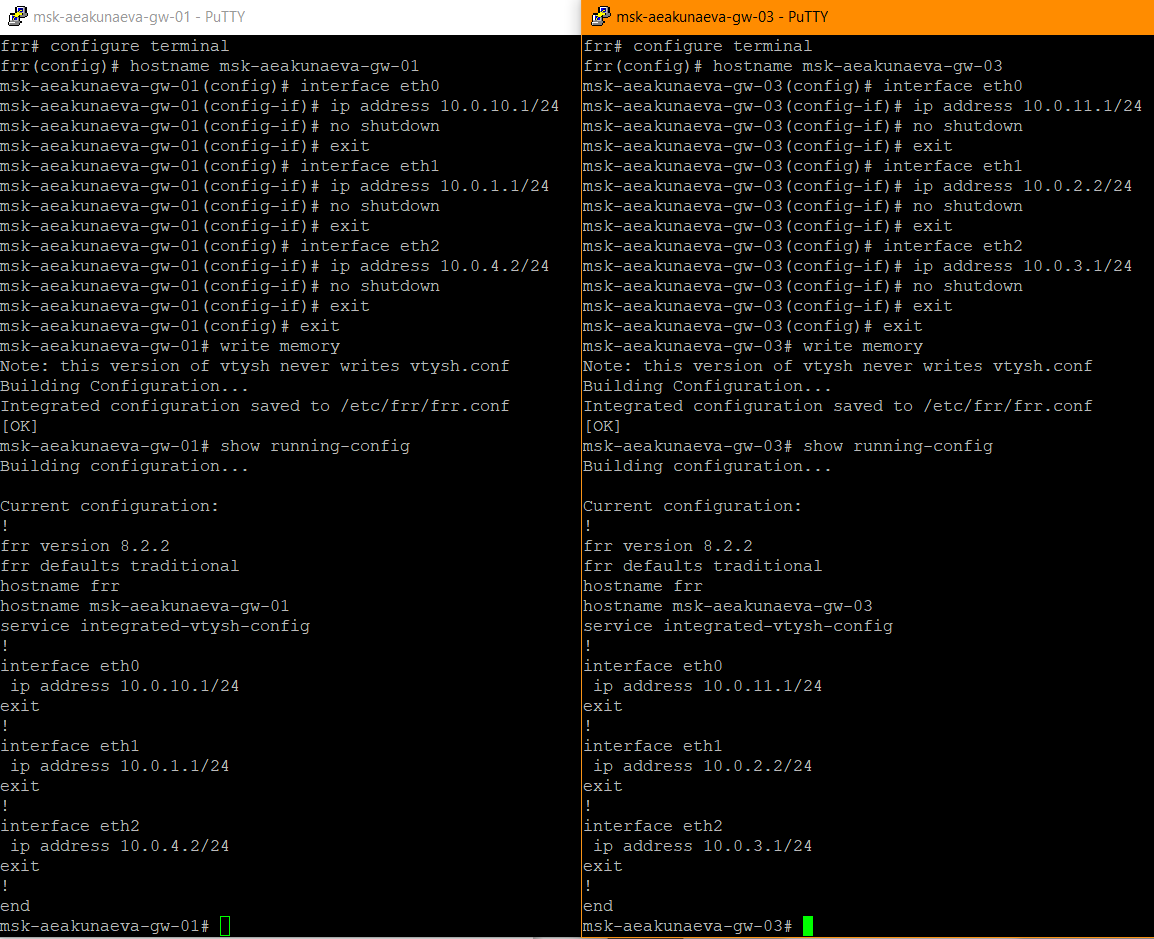 msk-aeakunaeva-gw-01 - PuTTY
frr# configure terminal
frr(config)# hostname msk-aeakunaeva-gw-01
msk-aeakunaeva-gw-01(config)# interface eth0
msk-aeakunaeva-gw-01(config-if)# ip address 10.0.10.1/24
msk-aeakunaeva-gw-01(config-if)# no shutdown
msk-aeakunaeva-gw-01(config-if)# exit
msk-aeakunaeva-gw-01(config)# interface eth1
msk-aeakunaeva-gw-01(config-if)# ip address 10.0.1.1/24
msk-aeakunaeva-gw-01(config-if)# no shutdown
msk-aeakunaeva-gw-01(config-if)# exit
msk-aeakunaeva-gw-01(config)# interface eth2
msk-aeakunaeva-gw-01(config-if)# ip address 10.0.4.2/24
msk-aeakunaeva-gw-01(config-if)# no shutdown
msk-aeakunaeva-gw-01(config-if)# exit
msk-aeakunaeva-gw-01(config)# exit
msk-aeakunaeva-gw-01# write memory
Note: this version of vtysh never writes vtysh.conf
Building Configuration...
Integrated configuration saved to /etc/frr/frr.conf
[OK]
msk-aeakunaeva-gw-01# show running-config
Building configuration...

Current configuration:
!
frr version 8.2.2
frr defaults traditional
hostname frr
hostname msk-aeakunaeva-gw-01
service integrated-vtysh-config
!
interface eth0
 ip address 10.0.10.1/24
exit
!
interface eth1
 ip address 10.0.1.1/24
exit
!
interface eth2
 ip address 10.0.4.2/24
exit
!
end
msk-aeakunaeva-gw-01#
msk-aeakunaeva-gw-03 - PuTTY
frr# configure terminal
frr(config)# hostname msk-aeakunaeva-gw-03
msk-aeakunaeva-gw-03(config)# interface eth0
msk-aeakunaeva-gw-03(config-if)# ip address 10.0.11.1/24
msk-aeakunaeva-gw-03(config-if)# no shutdown
msk-aeakunaeva-gw-03(config-if)# exit
msk-aeakunaeva-gw-03(config)# interface eth1
msk-aeakunaeva-gw-03(config-if)# ip address 10.0.2.2/24
msk-aeakunaeva-gw-03(config-if)# no shutdown
msk-aeakunaeva-gw-03(config-if)# exit
msk-aeakunaeva-gw-03(config)# interface eth2
msk-aeakunaeva-gw-03(config-if)# ip address 10.0.3.1/24
msk-aeakunaeva-gw-03(config-if)# no shutdown
msk-aeakunaeva-gw-03(config-if)# exit
msk-aeakunaeva-gw-03(config)# exit
msk-aeakunaeva-gw-03# write memory
Note: this version of vtysh never writes vtysh.conf
Building Configuration...
Integrated configuration saved to /etc/frr/frr.conf
[OK]
msk-aeakunaeva-gw-03# show running-config
Building configuration...

Current configuration:
!
frr version 8.2.2
frr defaults traditional
hostname frr
hostname msk-aeakunaeva-gw-03
service integrated-vtysh-config
!
interface eth0
 ip address 10.0.11.1/24
exit
!
interface eth1
 ip address 10.0.2.2/24
exit
!
interface eth2
 ip address 10.0.3.1/24
exit
!
end
msk-aeakunaeva-gw-03#